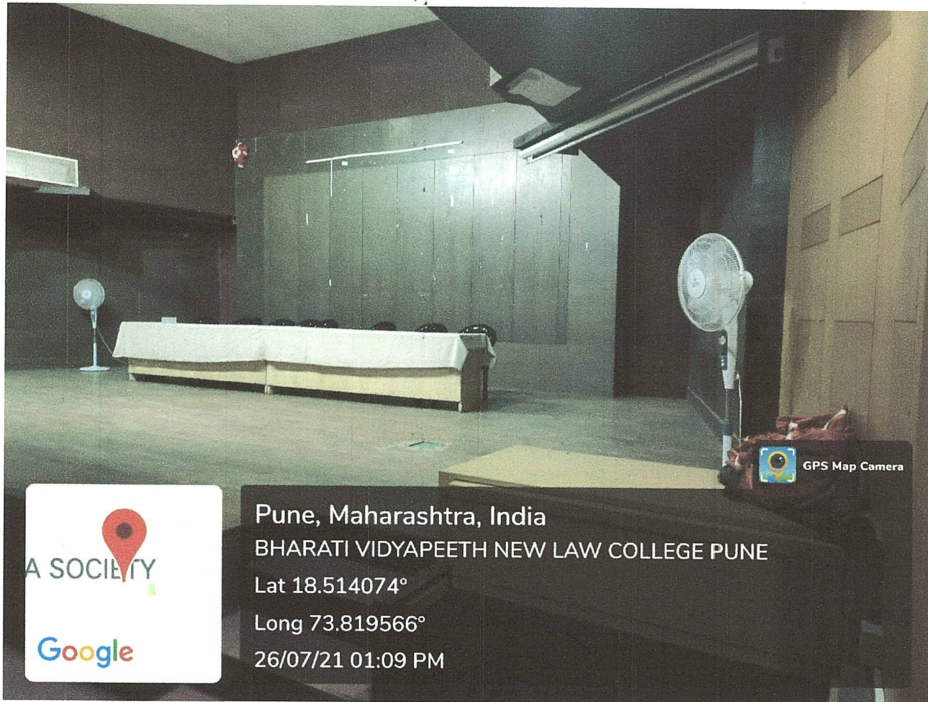 GPS Map Camera
Pune, Maharashtra, India
BHARATI VIDYAPEETH NEW LAW COLLEGE PUNE
Lat 18.514074°
Long 73.819566°
26/07/21 01:09 PM
A SOCIETY
Google